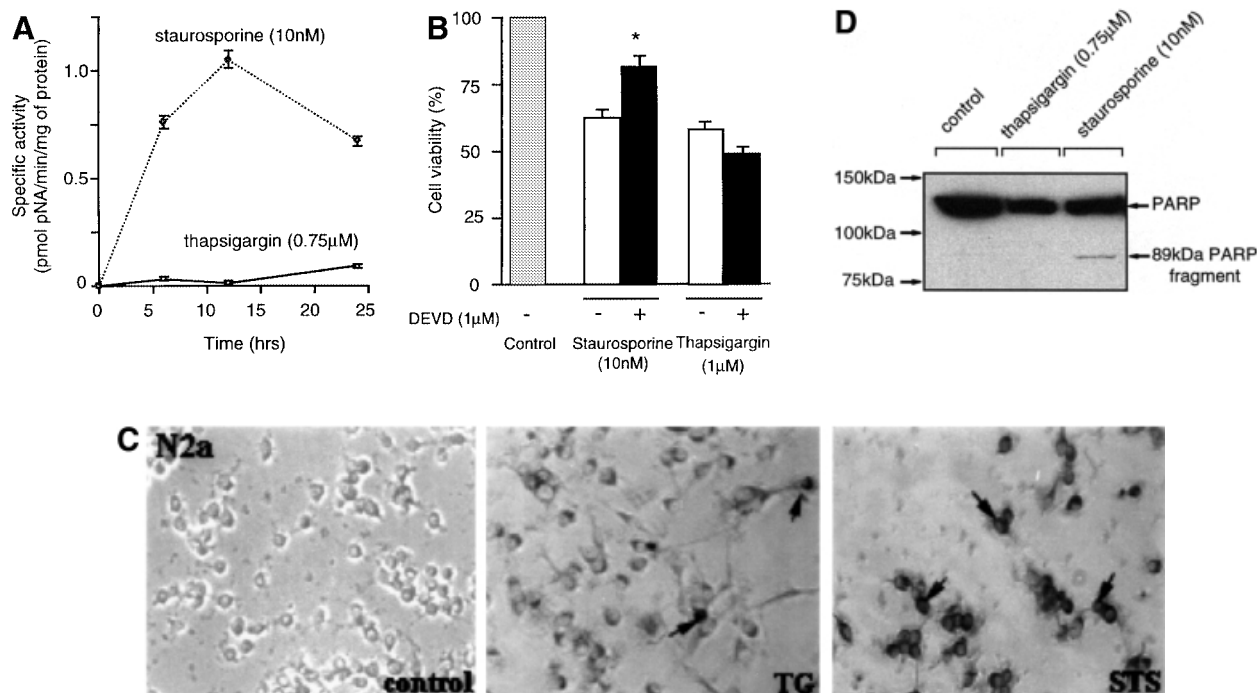 A
staurosporine (10nM)
Specific activity
(pmol pNA/min/mg of protein)
1.0
0.5
0
thapsigargin (0.75μM)
0 5 10 15 20 25
Time (hrs)
B
Cell viability (%)
100
75
50
25
0
*
DEVD (1μM) - - + - +
Control Staurosporine Thapsigargin
(10nM) (1μM)
D
control
thapsigargin (0.75μM)
staurosporine (10nM)
150kDa
100kDa
75kDa
PARP
89kDa PARP
fragment
C
N2a
control
TG
STS